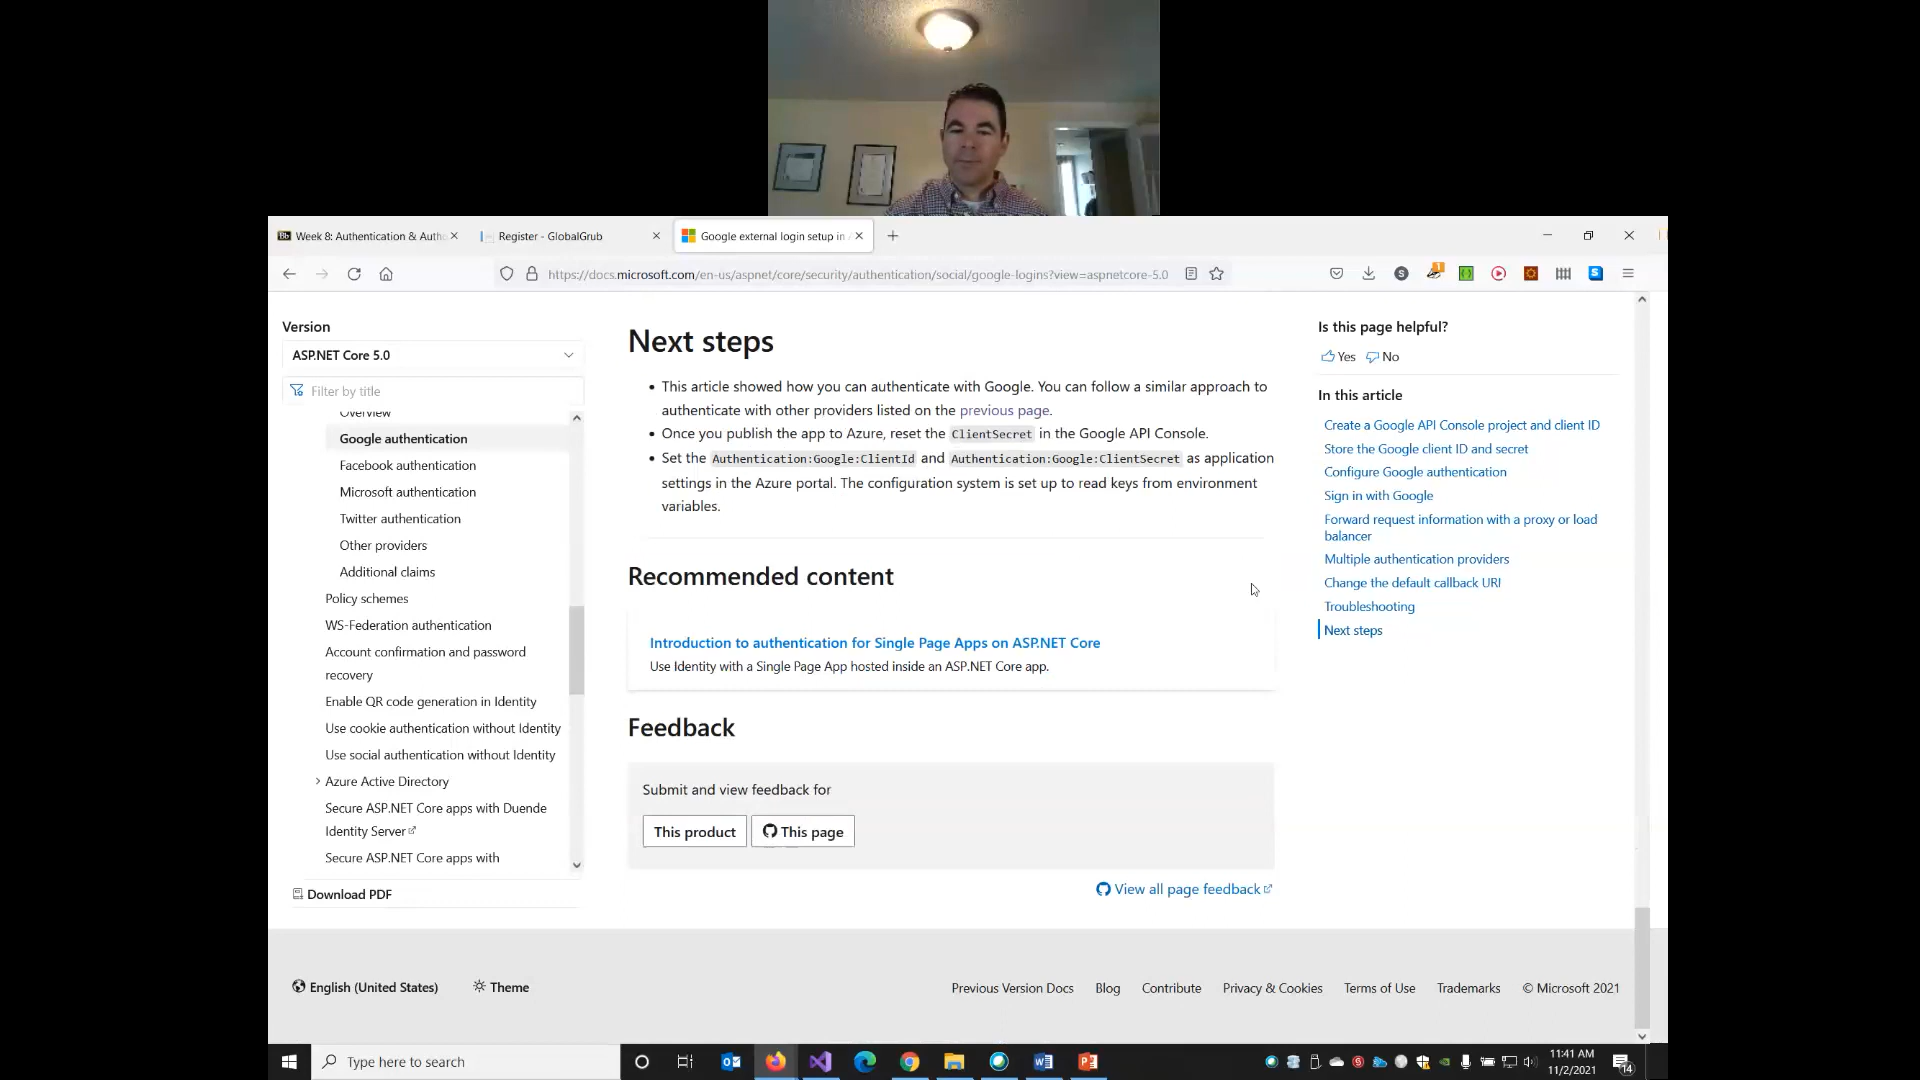 Week 8: Authentication & Autho
Register - GlobalGrub
Google external login setup in
https://docs.microsoft.com/en-us/aspnet/core/security/authentication/social/google-logins?view=aspnetcore-5.0
Version
ASP.NET Core 5.0
Filter by title
Overview
Google authentication
Facebook authentication
Microsoft authentication
Twitter authentication
Other providers
Additional claims
Policy schemes
WS-Federation authentication
Account confirmation and password
recovery
Enable QR code generation in Identity
Use cookie authentication without Identity
Use social authentication without Identity
Azure Active Directory
Secure ASP.NET Core apps with Duende
Identity Server
Secure ASP.NET Core apps with
Download PDF
Next steps
• This article showed how you can authenticate with Google. You can follow a similar approach to
authenticate with other providers listed on the previous page.
• Once you publish the app to Azure, reset the ClientSecret in the Google API Console.
• Set the Authentication:Google:ClientId and Authentication:Google:ClientSecret as application
settings in the Azure portal. The configuration system is set up to read keys from environment
variables.
Recommended content
Introduction to authentication for Single Page Apps on ASP.NET Core
Use Identity with a Single Page App hosted inside an ASP.NET Core app.
Feedback
Submit and view feedback for
This product This page
View all page feedback
Is this page helpful?
Yes No
In this article
Create a Google API Console project and client ID
Store the Google client ID and secret
Configure Google authentication
Sign in with Google
Forward request information with a proxy or load
balancer
Multiple authentication providers
Change the default callback URI
Troubleshooting
Next steps
English (United States) Theme
Previous Version Docs Blog Contribute Privacy & Cookies Terms of Use Trademarks © Microsoft 2021
Type here to search
11:41 AM
11/2/2021
14